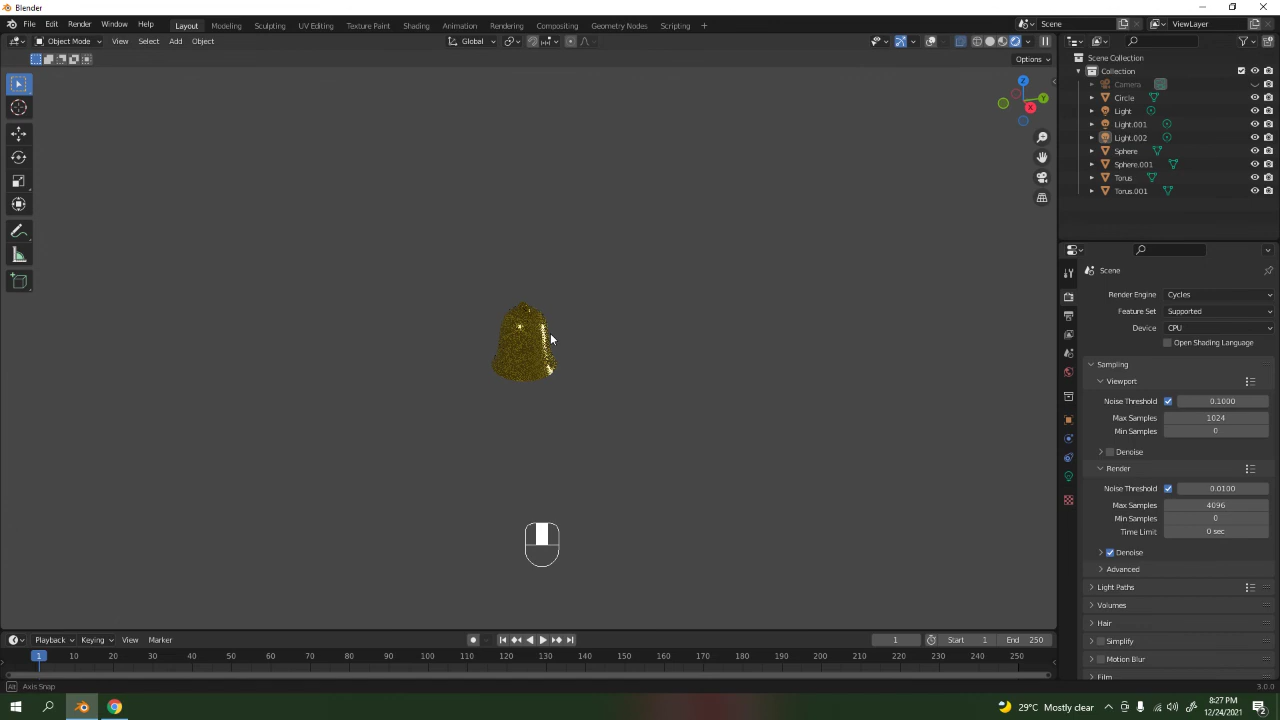 Blender
File Edit Render Window Help Layout Modeling Sculpting UV Editing Texture Paint Shading Animation Rendering Compositing Geometry Nodes Scripting + Scene ViewLayer
Object Mode View Select Add Object Global
Options
Scene Collection
Collection
Camera
Circle
Light
Light.001
Light.002
Sphere
Sphere.001
Torus
Torus.001
Z
Y
X
Scene
Render Engine Cycles
Feature Set Supported
Device CPU
Open Shading Language
Sampling
Viewport
Noise Threshold 0.1000
Max Samples 1024
Min Samples 0
Denoise
Render
Noise Threshold 0.0100
Max Samples 4096
Min Samples 0
Time Limit 0 sec
Denoise
Advanced
Light Paths
Volumes
Hair
Simplify
Motion Blur
Film
Playback Keying View Marker 1 Start 1 End 250
1 20 30 40 50 60 70 80 90 100 110 120 130 140 150 160 170 180 190 200 210 220 230 240 250
Alt Axis Snap 3.0.0
29°C Mostly clear 8:27 PM
12/24/2021 2